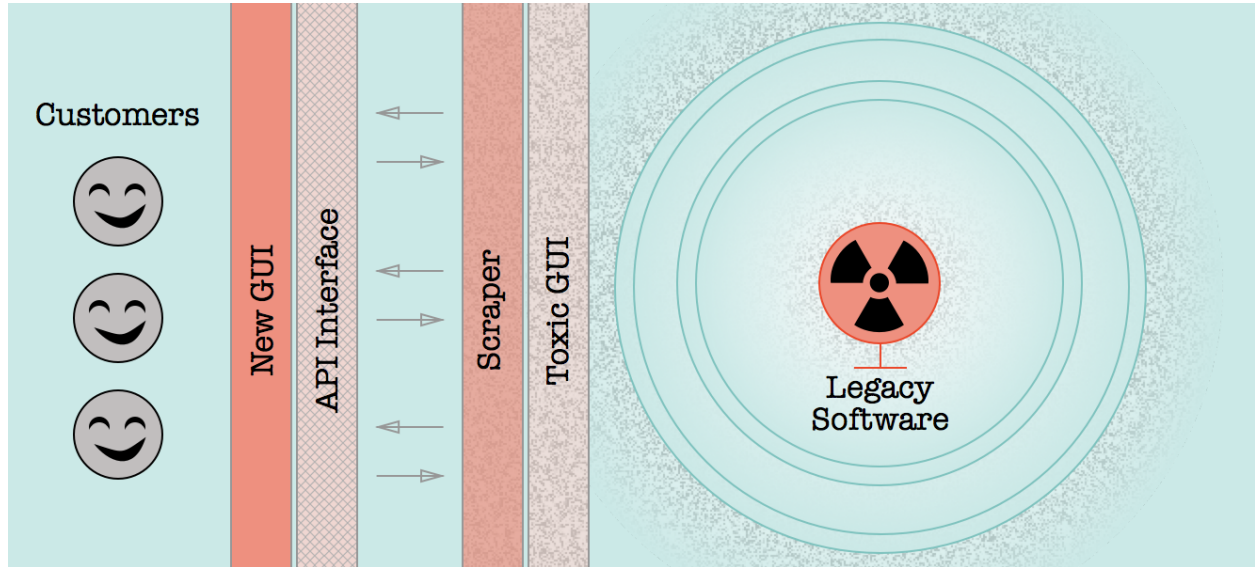 Customers
New GUI
API Interface
Scraper
Toxic GUI
Legacy
Software